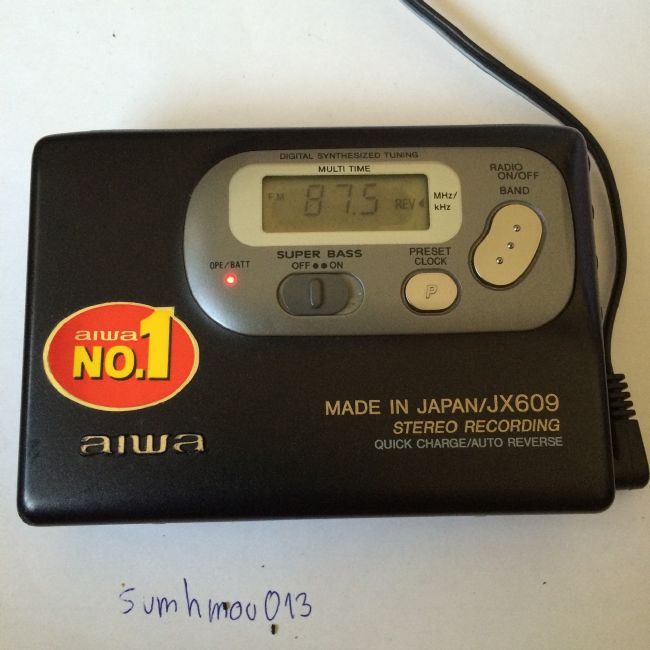 DIGITAL SYNTHESIZED TUNING
MULTI TIME
FM 87.5 REV
MHz/
kHz
RADIO
ON/OFF
BAND
OPE/BATT
SUPER BASS
OFF ●● ON
PRESET
CLOCK
P
aiwa
NO.1
aiwa
MADE IN JAPAN/JX609
STEREO RECORDING
QUICK CHARGE/AUTO REVERSE
sumhmou013